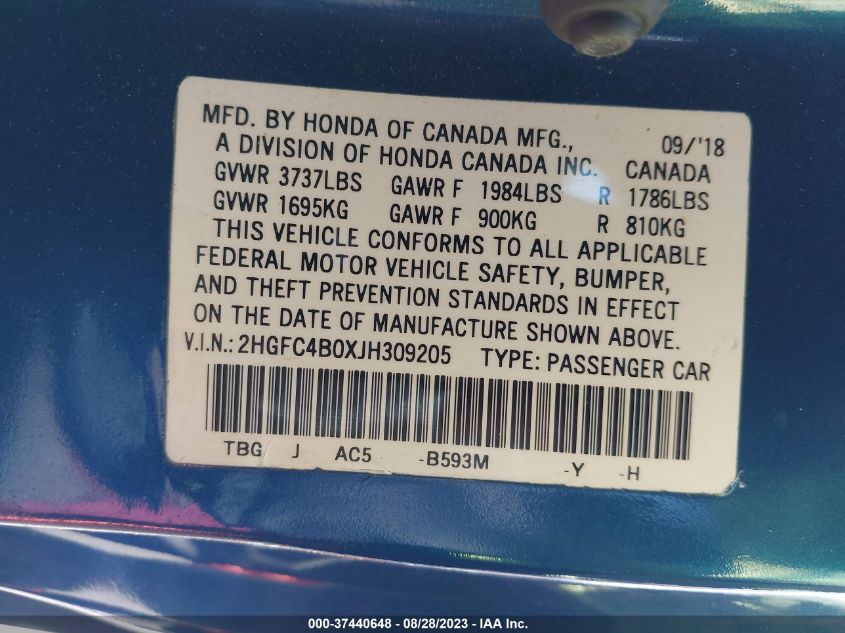 MFD. BY HONDA OF CANADA MFG., 09/'18
A DIVISION OF HONDA CANADA INC. CANADA
GVWR 3737LBS GAWR F 1984LBS R 1786LBS
GVWR 1695KG GAWR F 900KG R 810KG
THIS VEHICLE CONFORMS TO ALL APPLICABLE
FEDERAL MOTOR VEHICLE SAFETY, BUMPER,
AND THEFT PREVENTION STANDARDS IN EFFECT
ON THE DATE OF MANUFACTURE SHOWN ABOVE.
V.I.N.: 2HGFC4B0XJH309205 TYPE: PASSENGER CAR
TBG J AC5 -B593M -Y -H
000-37440648 - 08/28/2023 - IAA Inc.